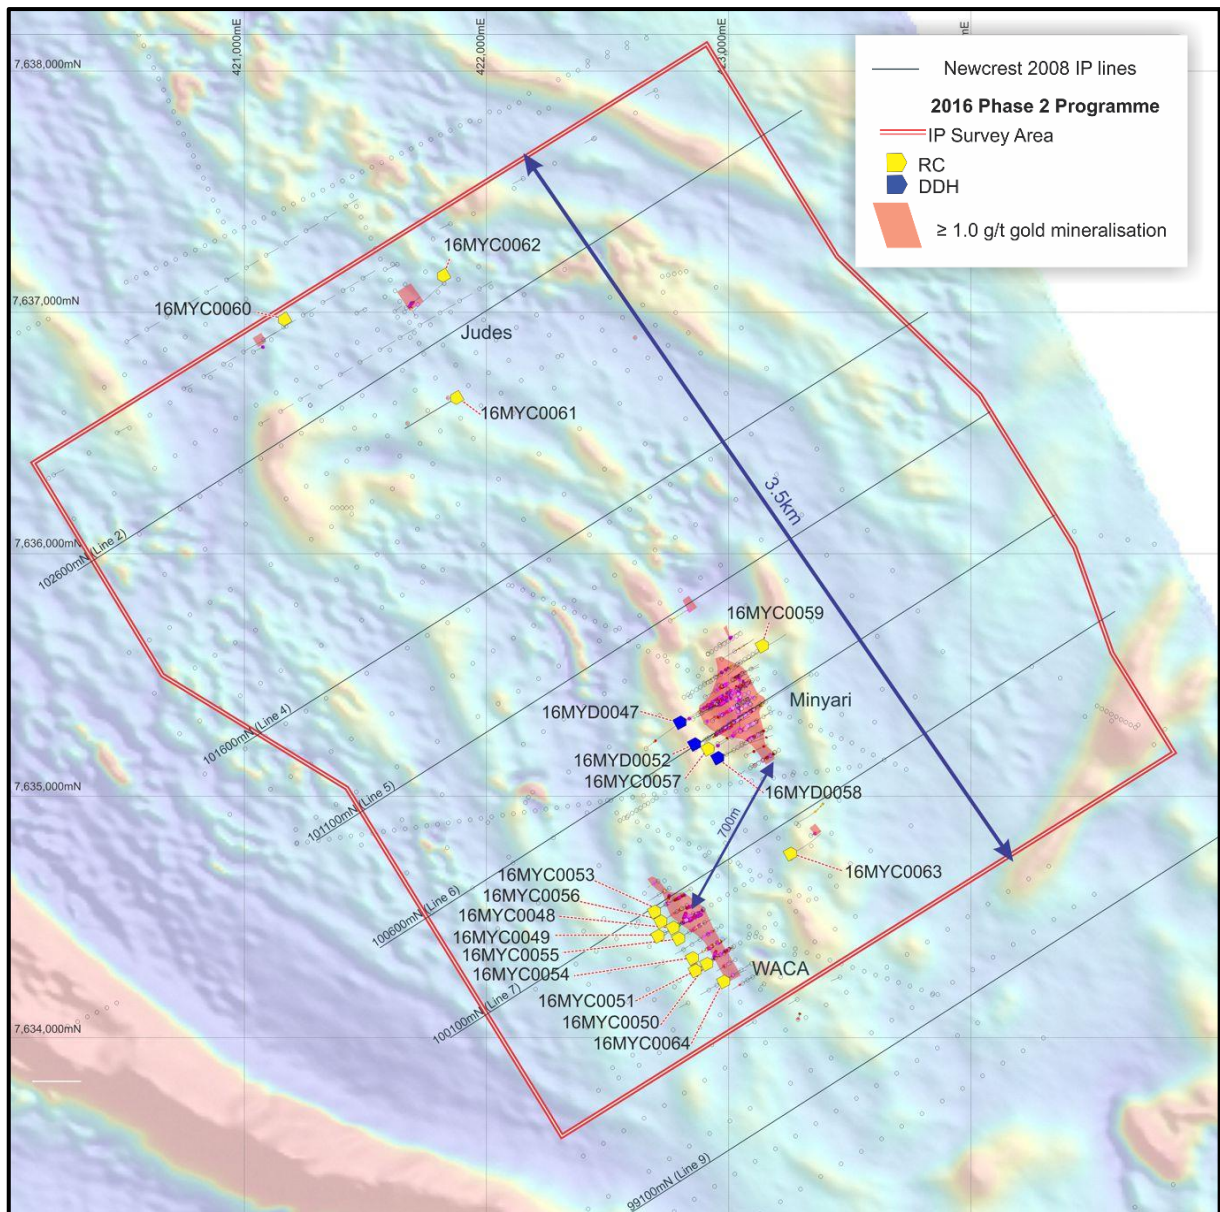 421,000mE
422,000mE
7,638,000mN
Newcrest 2008 IP lines
2016 Phase 2 Programme
IP Survey Area
RC
DDH
≥ 1.0 g/t gold mineralisation
16MYC0062
7,637,000mN
16MYC0060
Judes
16MYC0061
3.5km
7,636,000mN
102600mN (Line 2)
16MYC0059
Minyari
16MYD0047
101600mN (Line 4)
16MYD0052
16MYC0057
16MYD0058
7,635,000mN
101100mN (Line 5)
700m
16MYC0063
16MYC0053
16MYC0056
16MYC0048
16MYC0049
16MYC0055
16MYC0054
100600mN (Line 6)
WACA
16MYC0051
16MYC0050
16MYC0064
100100mN (Line 7)
7,634,000mN
99100mN (Line 9)